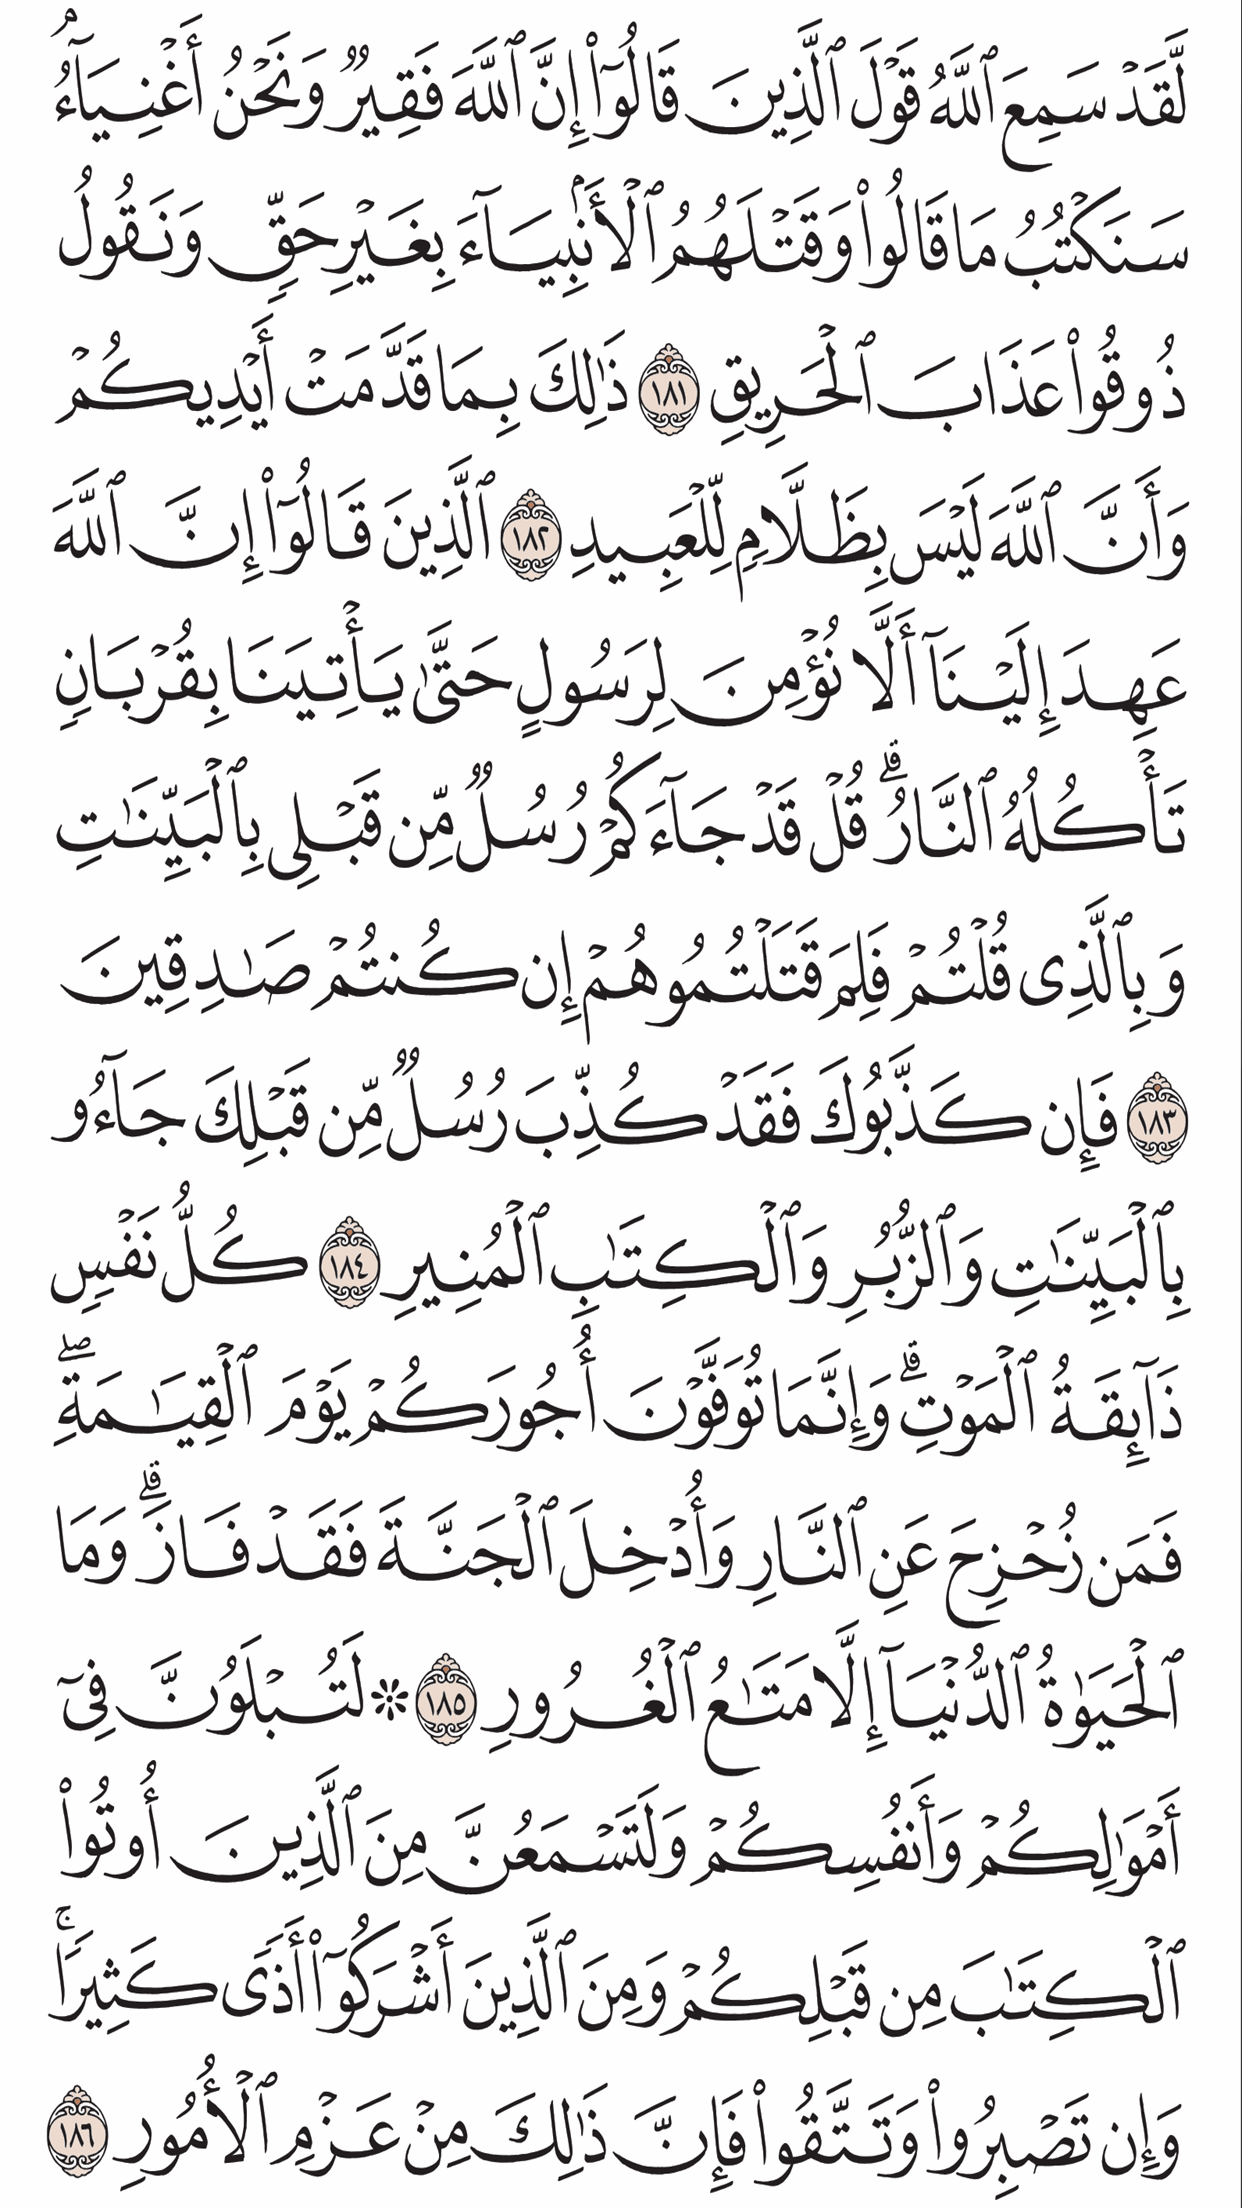 لَّقَدۡ سَمِعَ ٱللَّهُ قَوۡلَ ٱلَّذِينَ قَالُوٓاْ إِنَّ ٱللَّهَ فَقِيرٞ وَنَحۡنُ أَغۡنِيَآءُۘ
سَنَكۡتُبُ مَا قَالُواْ وَقَتۡلَهُمُ ٱلۡأَنۢبِيَآءَ بِغَيۡرِ حَقّٖ وَنَقُولُ
ذُوقُواْ عَذَابَ ٱلۡحَرِيقِ ١٨١ ذَٰلِكَ بِمَا قَدَّمَتۡ أَيۡدِيكُمۡ
وَأَنَّ ٱللَّهَ لَيۡسَ بِظَلَّامٖ لِّلۡعَبِيدِ ١٨٢ ٱلَّذِينَ قَالُوٓاْ إِنَّ ٱللَّهَ
عَهِدَ إِلَيۡنَآ أَلَّا نُؤۡمِنَ لِرَسُولٍ حَتَّىٰ يَأۡتِيَنَا بِقُرۡبَانٖ
تَأۡكُلُهُ ٱلنَّارُۗ قُلۡ قَدۡ جَآءَكُمۡ رُسُلٞ مِّن قَبۡلِي بِٱلۡبَيِّنَٰتِ
وَبِٱلَّذِي قُلۡتُمۡ فَلِمَ قَتَلۡتُمُوهُمۡ إِن كُنتُمۡ صَٰدِقِينَ
١٨٣ فَإِن كَذَّبُوكَ فَقَدۡ كُذِّبَ رُسُلٞ مِّن قَبۡلِكَ جَآءُو
بِٱلۡبَيِّنَٰتِ وَٱلزُّبُرِ وَٱلۡكِتَٰبِ ٱلۡمُنِيرِ ١٨٤ كُلُّ نَفۡسٖ
ذَآئِقَةُ ٱلۡمَوۡتِۗ وَإِنَّمَا تُوَفَّوۡنَ أُجُورَكُمۡ يَوۡمَ ٱلۡقِيَٰمَةِۖ
فَمَن زُحۡزِحَ عَنِ ٱلنَّارِ وَأُدۡخِلَ ٱلۡجَنَّةَ فَقَدۡ فَازَۗ وَمَا
ٱلۡحَيَوٰةُ ٱلدُّنۡيَآ إِلَّا مَتَٰعُ ٱلۡغُرُورِ ١٨٥ ۞ لَتُبۡلَوُنَّ فِيٓ
أَمۡوَٰلِكُمۡ وَأَنفُسِكُمۡ وَلَتَسۡمَعُنَّ مِنَ ٱلَّذِينَ أُوتُواْ
ٱلۡكِتَٰبَ مِن قَبۡلِكُمۡ وَمِنَ ٱلَّذِينَ أَشۡرَكُوٓاْ أَذٗى كَثِيرٗاۚ
وَإِن تَصۡبِرُواْ وَتَتَّقُواْ فَإِنَّ ذَٰلِكَ مِنۡ عَزۡمِ ٱلۡأُمُورِ ١٨٦